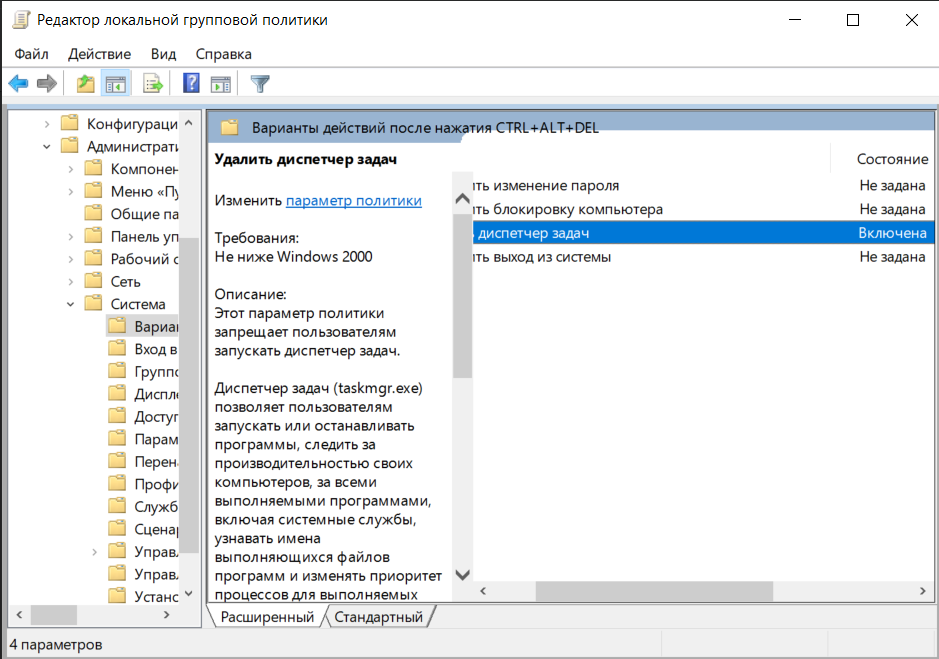 Редактор локальной групповой политики
Файл Действие Вид Справка
Конфигураци
Администрати
Компонен
Меню «Пу
Общие па
Панель уп
Рабочий с
Сеть
Система
Вариан
Вход в
Группо
Диспле
Доступ
Парам
Перен
Профи
Служб
Сценар
Управл
Управл
Устано
Варианты действий после нажатия CTRL+ALT+DEL
Удалить диспетчер задач
Изменить параметр политики
Требования:
Не ниже Windows 2000
Описание:
Этот параметр политики
запрещает пользователям
запускать диспетчер задач.
Диспетчер задач (taskmgr.exe)
позволяет пользователям
запускать или останавливать
программы, следить за
производительностью своих
компьютеров, за всеми
выполняемыми программами,
включая системные службы,
узнавать имена
выполняющихся файлов
программ и изменять приоритет
процессов для выполняемых
Состояние
ть изменение пароля Не задана
ть блокировку компьютера Не задана
диспетчер задач Включена
ть выход из системы Не задана
Расширенный Стандартный
4 параметров